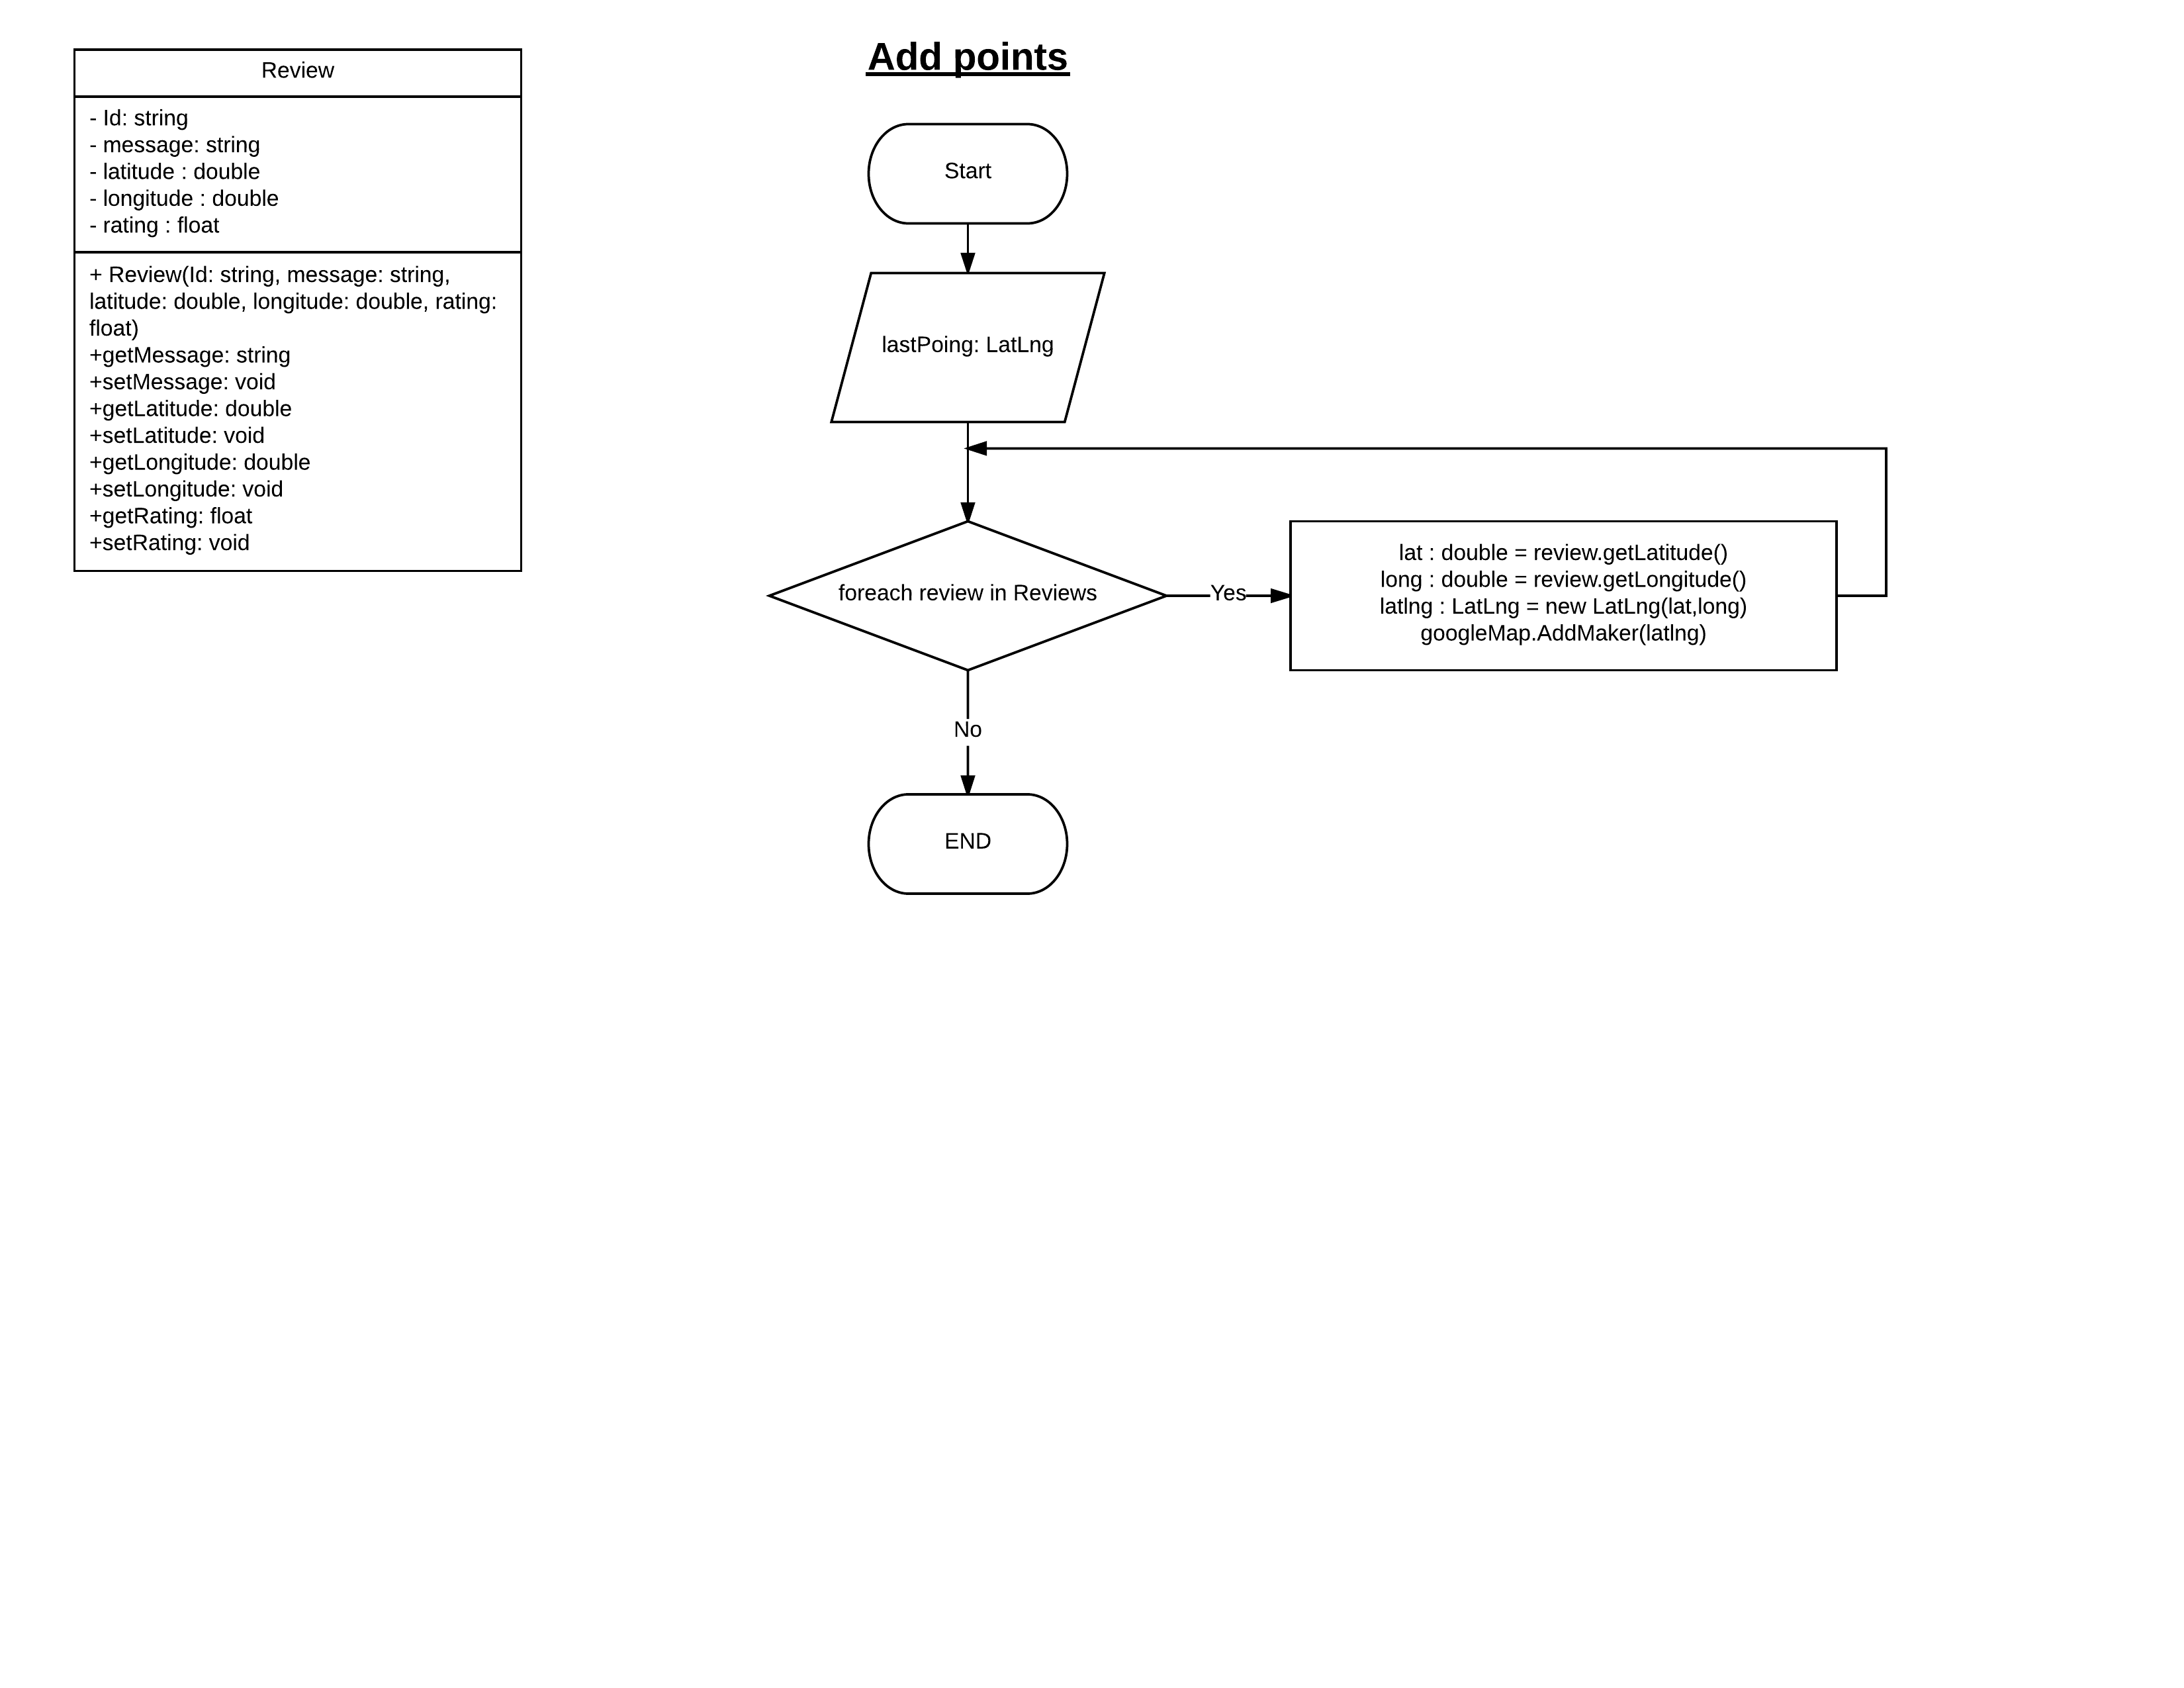 Review
- Id: string
- message: string
- latitude : double
- longitude : double
- rating : float
+ Review(Id: string, message: string,
latitude: double, longitude: double, rating:
float)
+getMessage: string
+setMessage: void
+getLatitude: double
+setLatitude: void
+getLongitude: double
+setLongitude: void
+getRating: float
+setRating: void
Add points
Start
lastPoing: LatLng
foreach review in Reviews
Yes
lat : double = review.getLatitude()
long : double = review.getLongitude()
latlng : LatLng = new LatLng(lat,long)
googleMap.AddMaker(latlng)
No
END